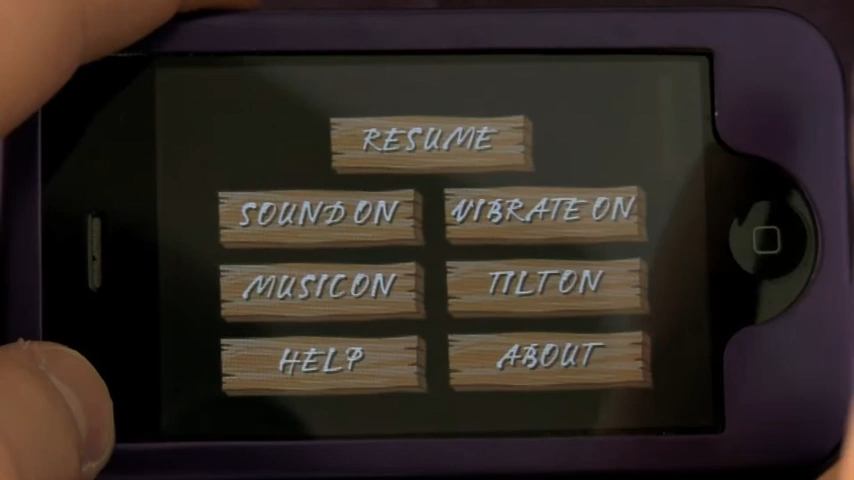 RESUME
SOUND ON
VIBRATE ON
MUSIC ON
TILT ON
HELP
ABOUT